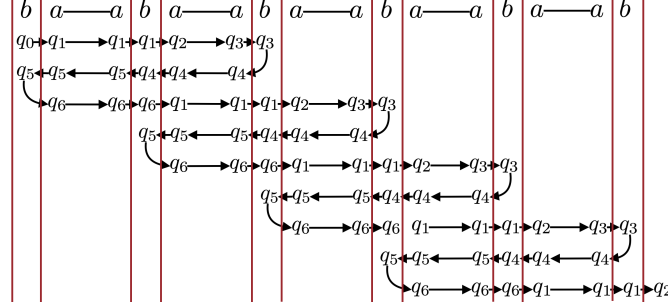 b a a b a a b a a b a a b a a b
q₀ q₁ q₁ q₁ q₂ q₃ q₃
q₅ q₅ q₅ q₄ q₄ q₄
q₆ q₆ q₆ q₁ q₁ q₁ q₂ q₃ q₃
q₅ q₅ q₅ q₄ q₄ q₄
q₆ q₆ q₆ q₁ q₁ q₁ q₂ q₃ q₃
q₅ q₅ q₅ q₄ q₄ q₄
q₆ q₆ q₆ q₁ q₁ q₁ q₂ q₃ q₃
q₅ q₅ q₅ q₄ q₄ q₄
q₆ q₆ q₆ q₁ q₁ q₁ q₂